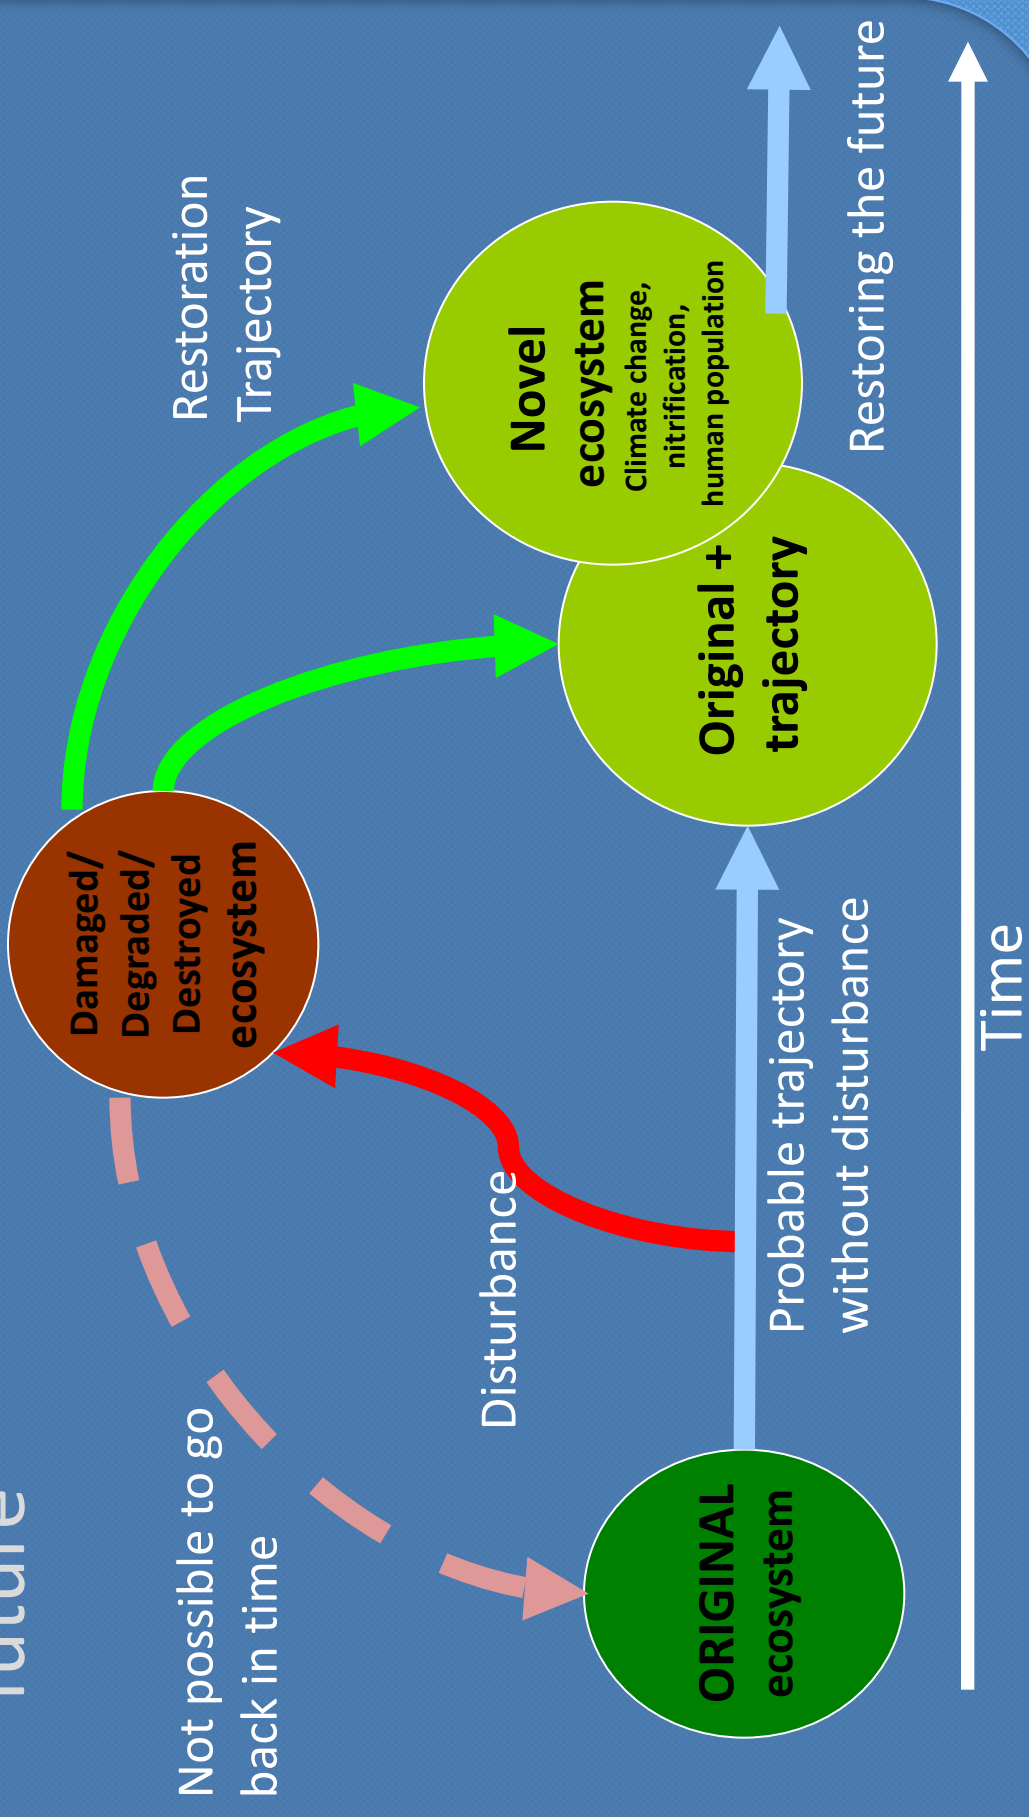 future
Not possible to go
back in time
Damaged/
Degraded/
Destroyed
ecosystem
Restoration
Trajectory
Disturbance
ORIGINAL
ecosystem
Probable trajectory
without disturbance
Original +
trajectory
Novel
ecosystem
Climate change,
nitrification,
human population
Restoring the future
Time